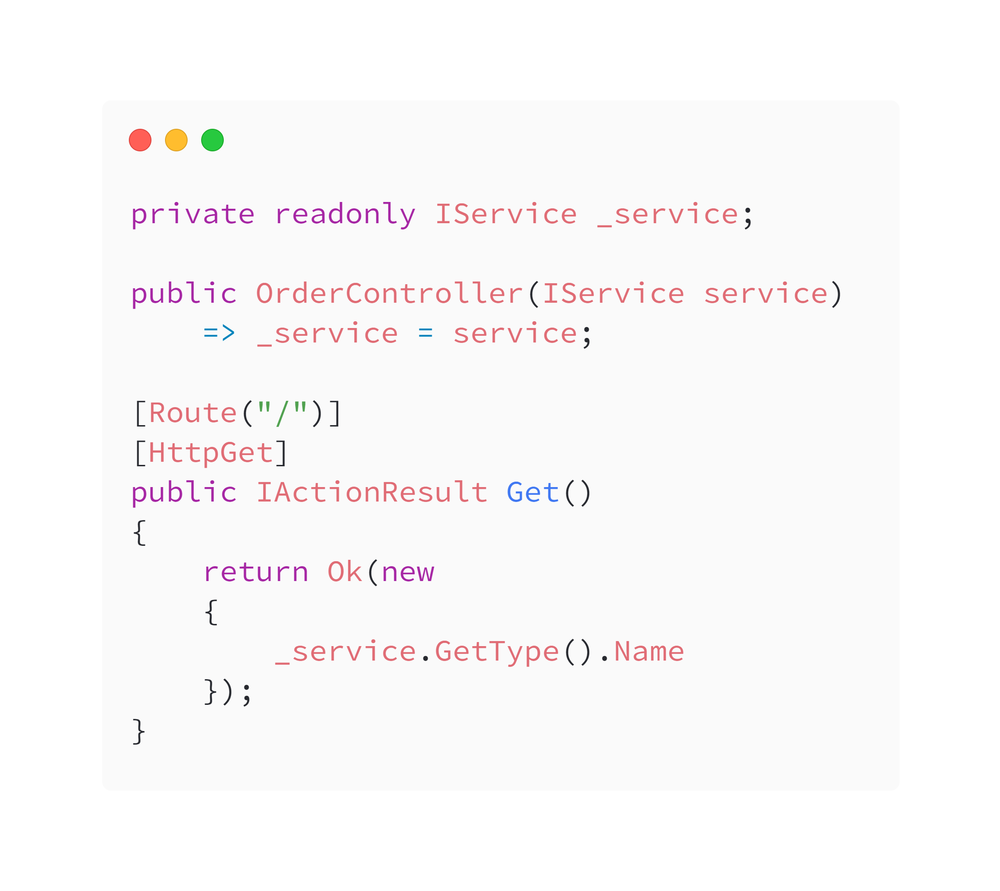 private readonly IService _service;
public OrderController(IService service)
    => _service = service;
[Route("/")]
[HttpGet]
public IActionResult Get()
{
    return Ok(new
    {
        _service.GetType().Name
    });
}